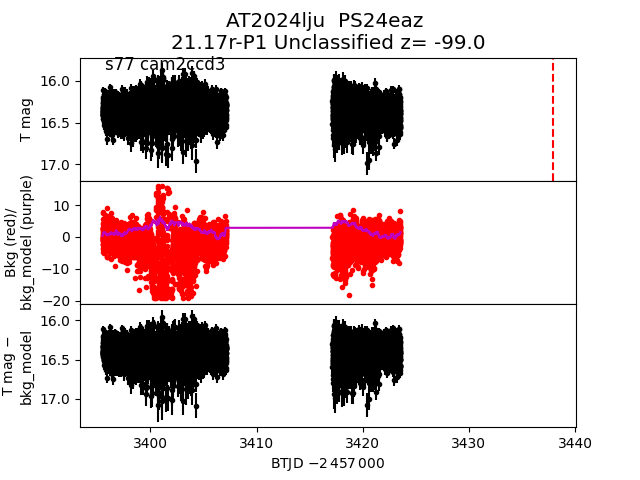 AT2024lju PS24eaz
21.17r-P1 Unclassified z= -99.0
s77 cam2ccd3
16.0
16.5
17.0
T mag
10
0
−10
−20
Bkg (red)/
bkg_model (purple)
16.0
16.5
17.0
T mag −
bkg_model
3400 3410 3420 3430 3440
BTJD −2 457 000